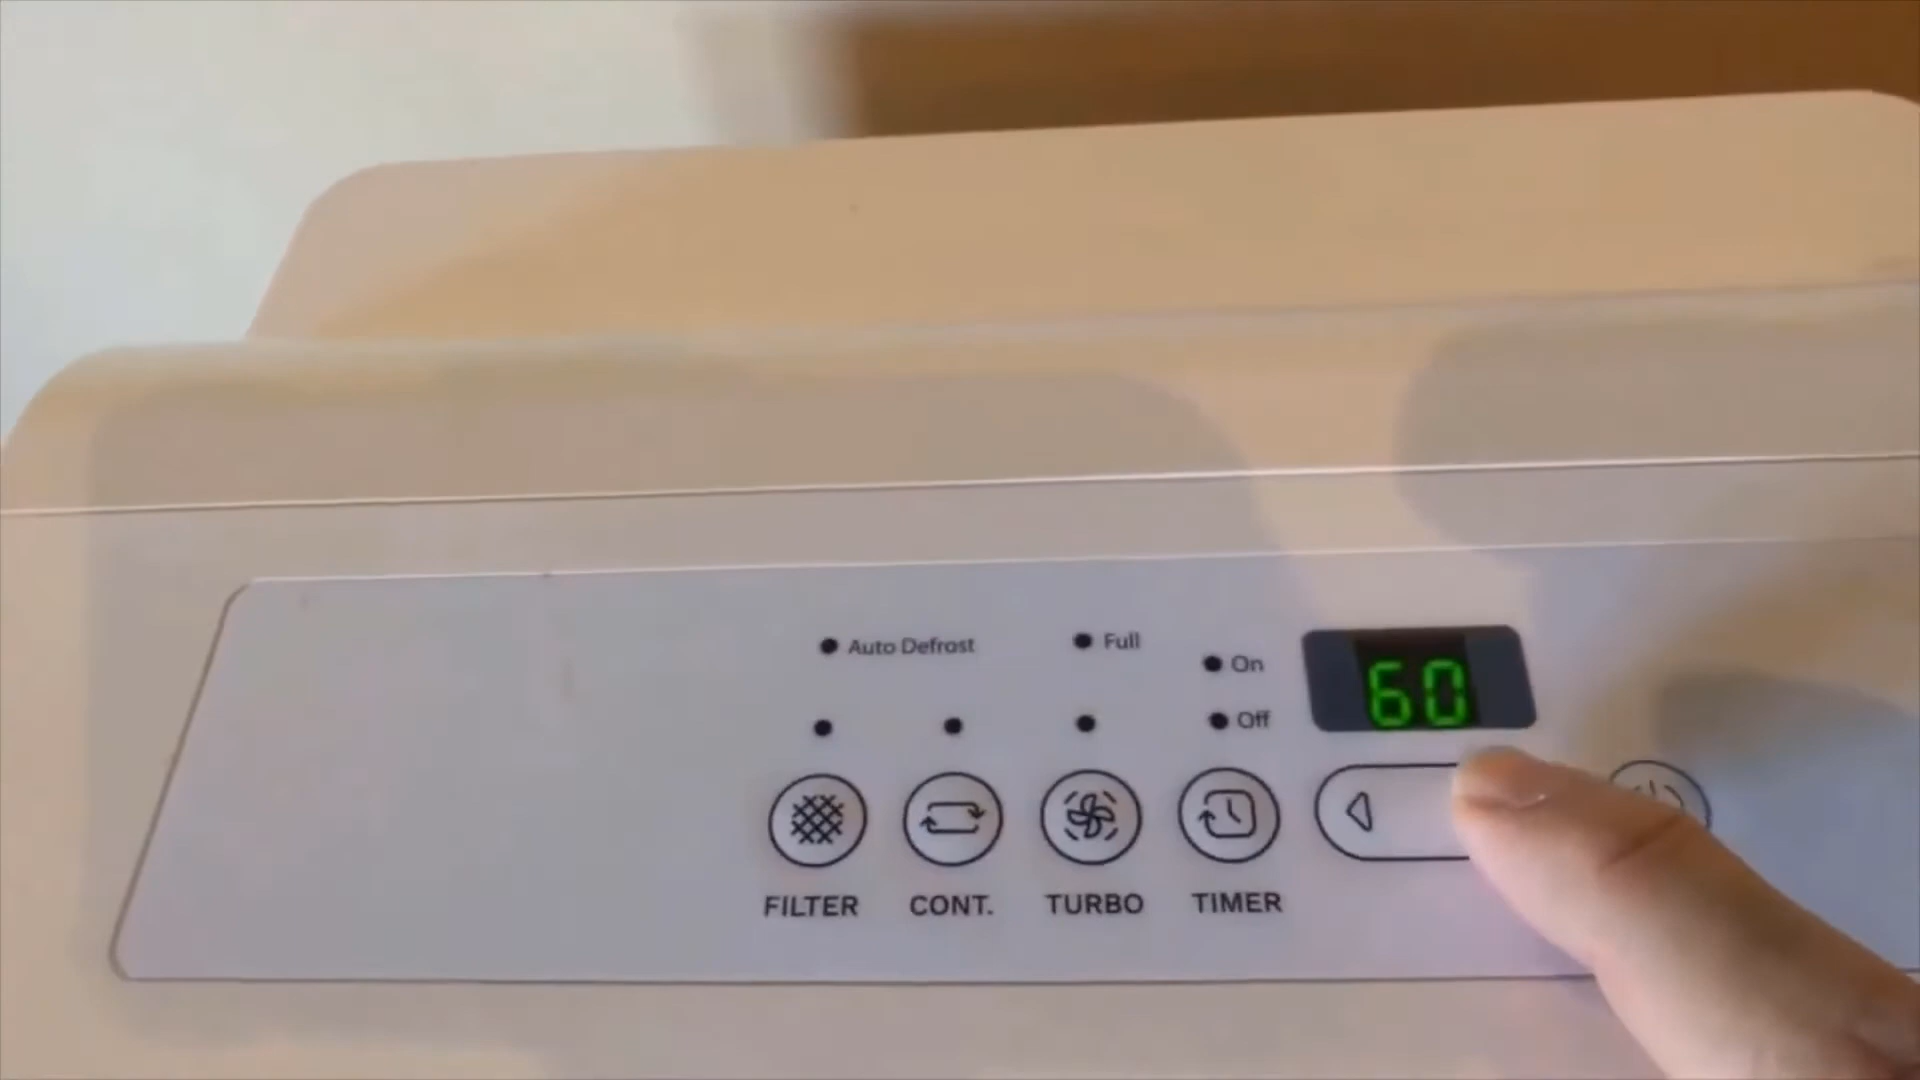 Auto Defrost
Full
On
Off
60
FILTER
CONT.
TURBO
TIMER